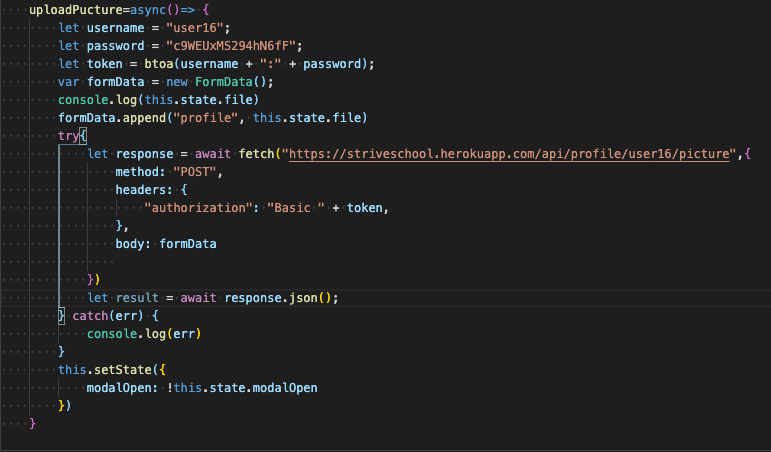 uploadPucture=async()=> {
let username = "user16";
let password = "c9WEUxMS294hN6fF";
let token = btoa(username + ":" + password);
var formData = new FormData();
console.log(this.state.file)
formData.append("profile", this.state.file)
try{
let response = await fetch("https://striveschool.herokuapp.com/api/profile/user16/picture",{
method: "POST",
headers: {
"authorization": "Basic " + token,
},
body: formData
})
let result = await response.json();
} catch(err) {
console.log(err)
}
this.setState({
modalOpen: !this.state.modalOpen
})
}